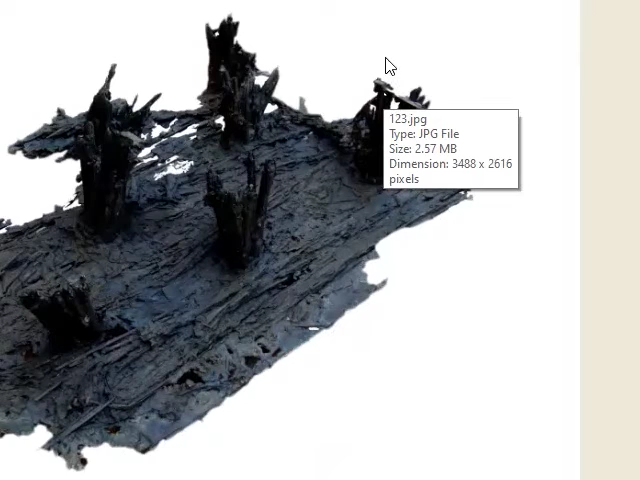 123.jpg
Type: JPG File
Size: 2.57 MB
Dimension: 3488 x 2616
pixels